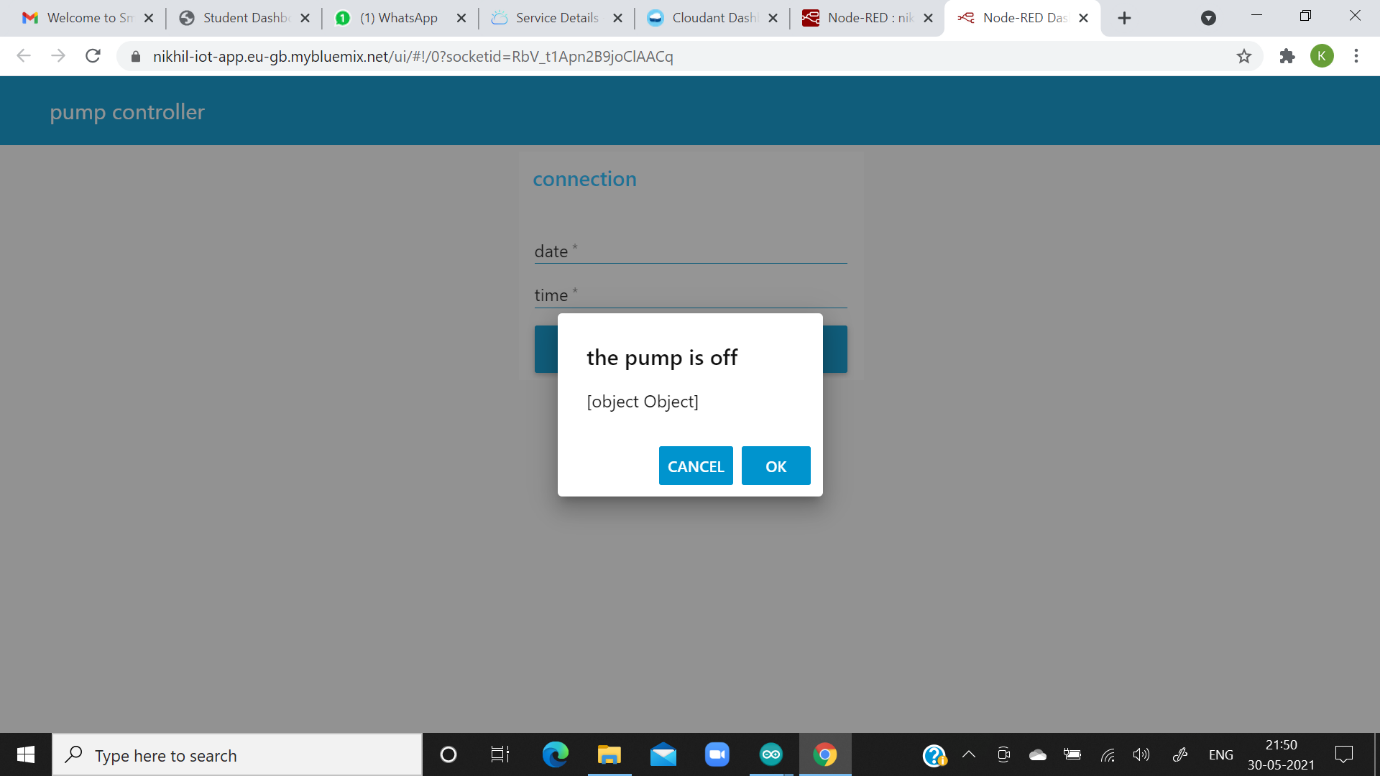 Welcome to Sm
Student Dashbo
(1) WhatsApp
Service Details
Cloudant Dash
Node-RED : nik
Node-RED Das
nikhil-iot-app.eu-gb.mybluemix.net/ui/#!/0?socketid=RbV_t1Apn2B9joClAACq
K
pump controller
connection
date *
time *
the pump is off
[object Object]
CANCEL
OK
Type here to search
ENG
21:50
30-05-2021